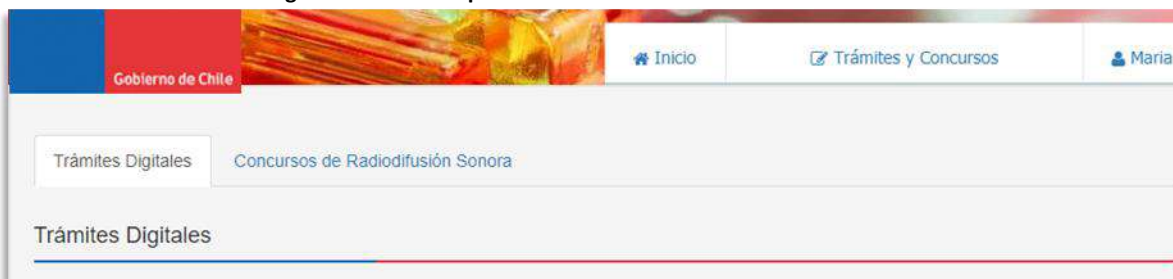 Inicio
Trámites y Concursos
Maria
Gobierno de Chile
Trámites Digitales
Concursos de Radiodifusión Sonora
Trámites Digitales